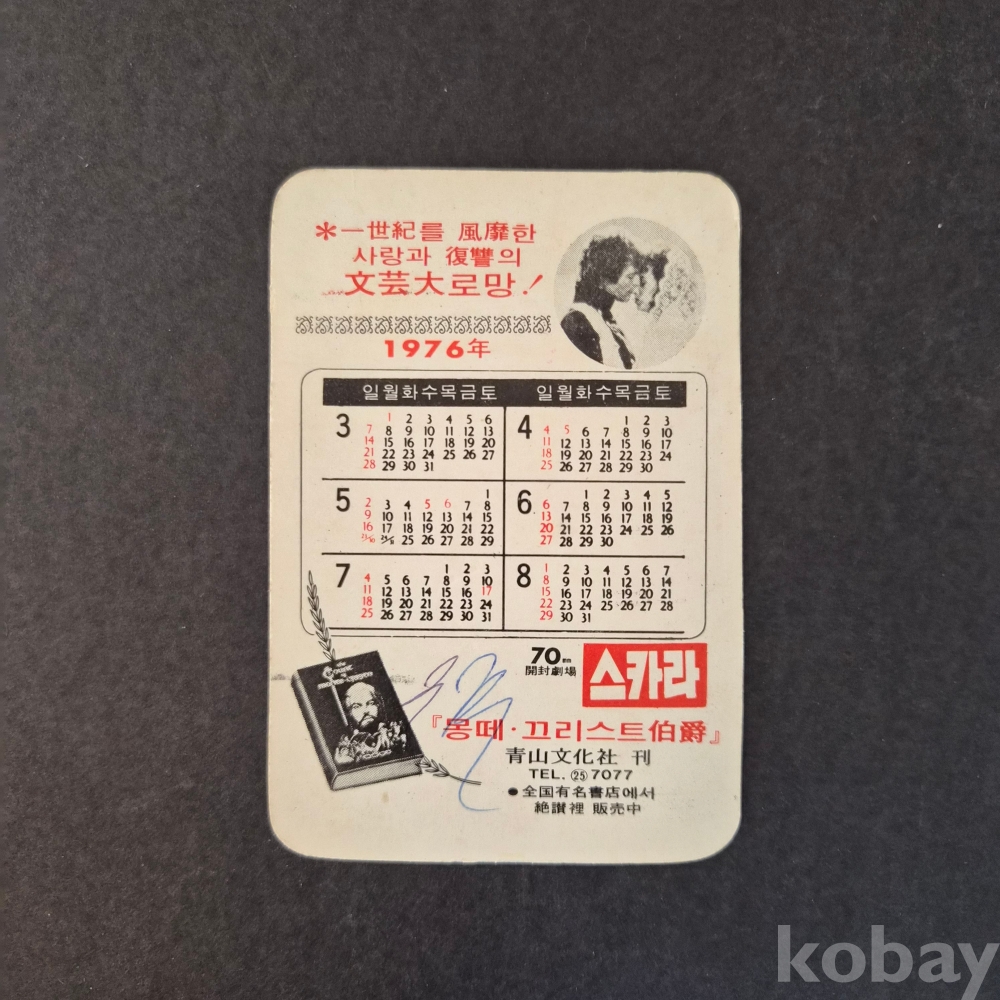 *一世紀를 風靡한
사랑과 復讐의
文芸大로망!
1976年
일월화수목금토 일월화수목금토
3
1 2 3 4 5 6
7 8 9 10 11 12 13
14 15 16 17 18 19 20
21 22 23 24 25 26 27
28 29 30 31
4
1 2 3
4 5 6 7 8 9 10
11 12 13 14 15 16 17
18 19 20 21 22 23 24
25 26 27 28 29 30
5
1
2 3 4 5 6 7 8
9 10 11 12 13 14 15
16 17 18 19 20 21 22
25 26 27 28 29
6
1 2 3 4 5
6 7 8 9 10 11 12
13 14 15 16 17 18 19
20 21 22 23 24 25 26
27 28 29 30
7
1 2 3
4 5 6 7 8 9 10
11 12 13 14 15 16 17
18 19 20 21 22 23 24
25 26 27 28 29 30 31
8
1 2 3 4 5 6 7
8 9 10 11 12 13 14
15 16 17 18 19 20 21
22 23 24 25 26 27 28
29 30 31
70mm
開封劇場
스카라
the
Count
of
『몽떼·끄리스트伯爵』
青山文化社 刊
TEL. ㉕7077
●全国有名書店에서
絶讃裡 販売中
kobay